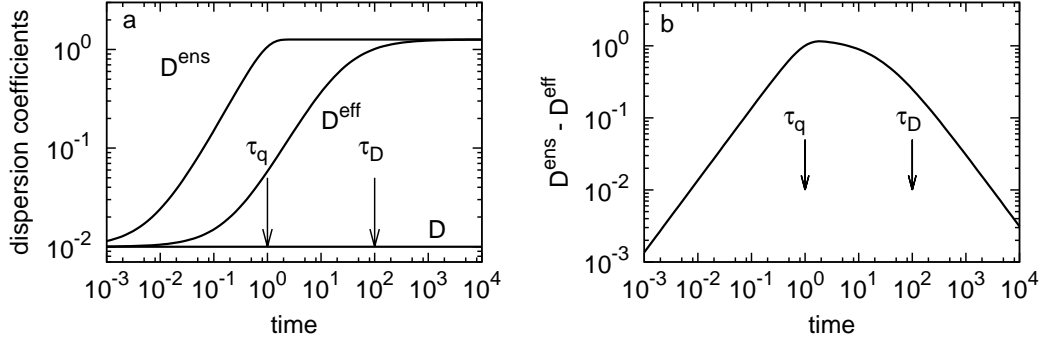 dispersion coefficients
10^0
10^-1
10^-2
a
D^ens
D^eff
τ_q
τ_D
D
10^-3 10^-2 10^-1 10^0 10^1 10^2 10^3 10^4
time
D^ens - D^eff
10^1
10^0
10^-1
10^-2
10^-3
b
τ_q
τ_D
10^-3 10^-2 10^-1 10^0 10^1 10^2 10^3 10^4
time